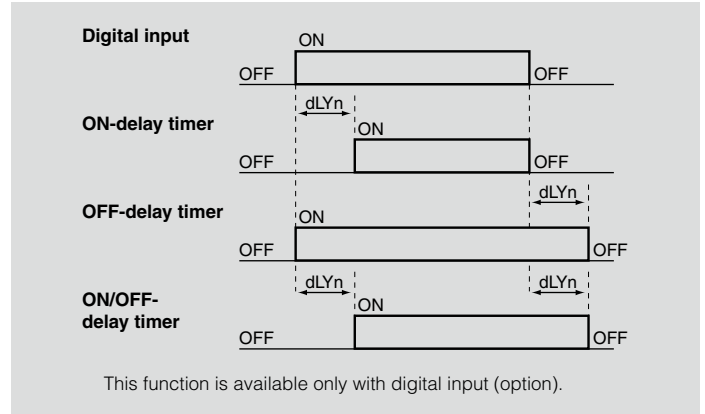 Digital input
ON
OFF
OFF
dLYn
ON-delay timer
ON
OFF
OFF
dLYn
OFF-delay timer
ON
OFF
OFF
dLYn
dLYn
ON/OFF-
delay timer
ON
OFF
OFF
This function is available only with digital input (option).